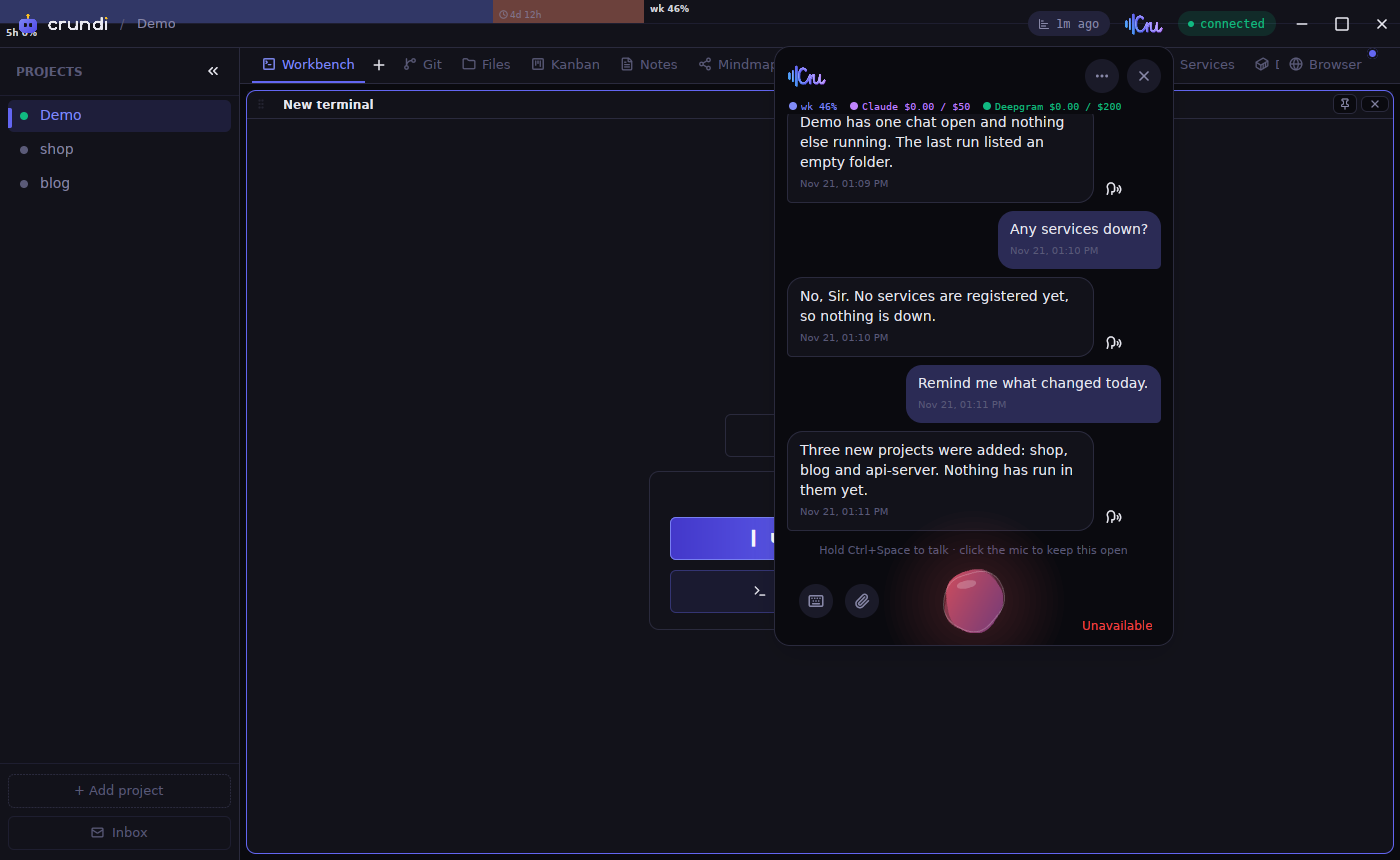 4d 12h
wk 46%
5h 6%
crundi / Demo
1m ago
Cru
connected
PROJECTS
Workbench
Git
Files
Notes
Kanban
Mindmap
Services
Browser
Demo
shop
blog
+ Add project
Inbox
New terminal
Cru
wk 46%
Claude $0.00 / $50
Deepgram $0.00 / $200
Demo has one chat open and nothing
else running. The last run listed an
empty folder.
Nov 21, 01:09 PM
Any services down?
Nov 21, 01:10 PM
No, Sir. No services are registered yet,
so nothing is down.
Nov 21, 01:10 PM
Remind me what changed today.
Nov 21, 01:11 PM
Three new projects were added: shop,
blog and api-server. Nothing has run in
them yet.
Nov 21, 01:11 PM
Hold Ctrl+Space to talk · click the mic to keep this open
Unavailable